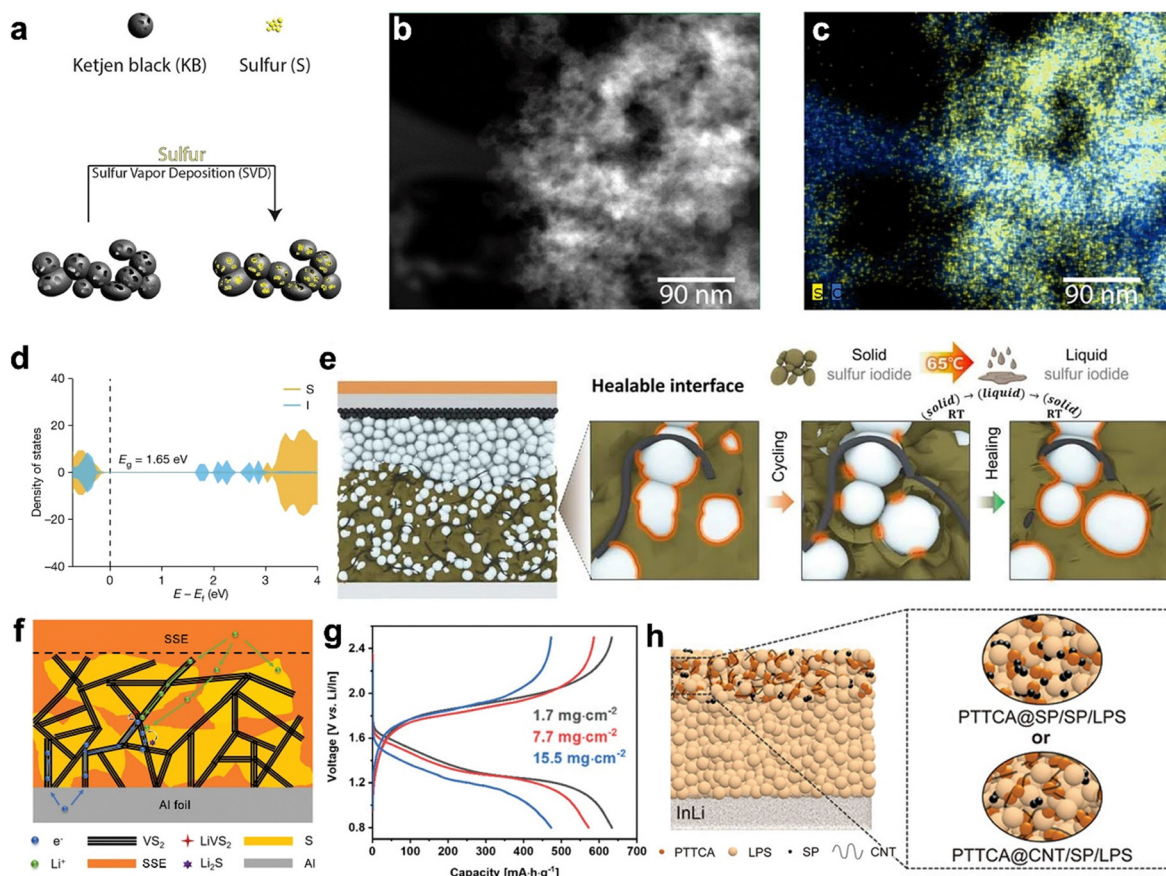 a
Ketjen black (KB)
Sulfur (S)
Sulfur
Sulfur Vapor Deposition (SVD)
b
90 nm
c
S C
90 nm
d
Density of states
40
20
0
−20
−40
S
I
Eg = 1.65 eV
0 1 2 3 4
E – Ef (eV)
e
Healable interface
Solid
sulfur iodide
65℃
Liquid
sulfur iodide
(solid) → (liquid) → (solid)
RT RT
Cycling
Healing
f
SSE
Al foil
e- VS2 LiVS2 S
Li+ SSE Li2S Al
g
Voltage [V vs. Li/In]
2.4
2.0
1.6
1.2
0.8
1.7 mg·cm-2
7.7 mg·cm-2
15.5 mg·cm-2
0 100 200 300 400 500 600 700
Capacity [mA·h·g-1]
h
InLi
PTTCA LPS SP CNT
PTTCA@SP/SP/LPS
or
PTTCA@CNT/SP/LPS